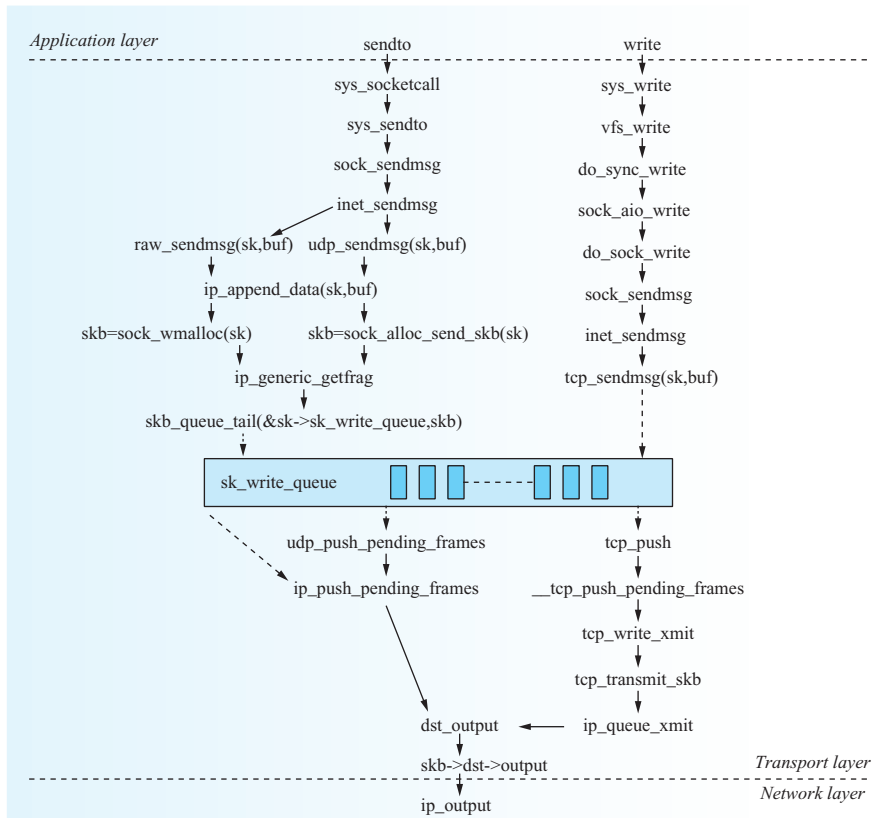 Application layer
sendto
write
sys_socketcall
sys_write
sys_sendto
vfs_write
sock_sendmsg
do_sync_write
inet_sendmsg
sock_aio_write
raw_sendmsg(sk,buf)
udp_sendmsg(sk,buf)
do_sock_write
ip_append_data(sk,buf)
sock_sendmsg
skb=sock_wmalloc(sk)
skb=sock_alloc_send_skb(sk)
inet_sendmsg
ip_generic_getfrag
tcp_sendmsg(sk,buf)
skb_queue_tail(&sk->sk_write_queue,skb)
sk_write_queue
udp_push_pending_frames
tcp_push
ip_push_pending_frames
__tcp_push_pending_frames
tcp_write_xmit
tcp_transmit_skb
dst_output
ip_queue_xmit
skb->dst->output
Transport layer
Network layer
ip_output